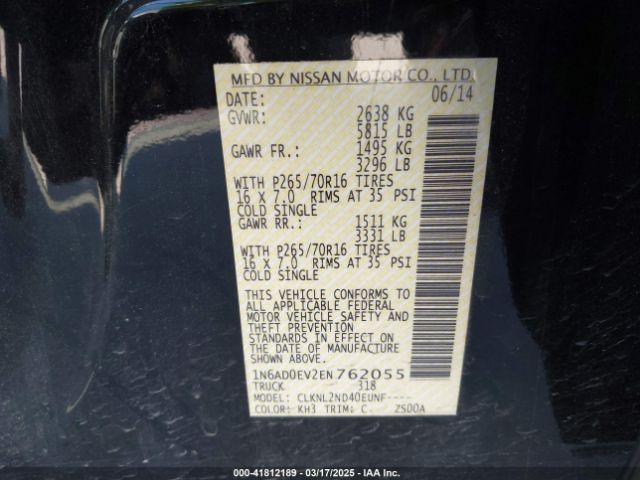 MFD BY NISSAN MOTOR CO., LTD.
DATE: 06/14
GVWR: 2638 KG
5815 LB
GAWR FR.: 1495 KG
3296 LB
WITH P265/70R16 TIRES
16 X 7.0 RIMS AT 35 PSI
COLD SINGLE
GAWR RR.: 1511 KG
3331 LB
WITH P265/70R16 TIRES
16 X 7.0 RIMS AT 35 PSI
COLD SINGLE
THIS VEHICLE CONFORMS TO
ALL APPLICABLE FEDERAL
MOTOR VEHICLE SAFETY AND
THEFT PREVENTION
STANDARDS IN EFFECT ON
THE DATE OF MANUFACTURE
SHOWN ABOVE.
1N6AD0EV2EN762055
TRUCK 318
MODEL: CLKNL2ND40EUNF----
COLOR: KH3 TRIM: C ZS00A
000-41812189 - 03/17/2025 - IAA Inc.